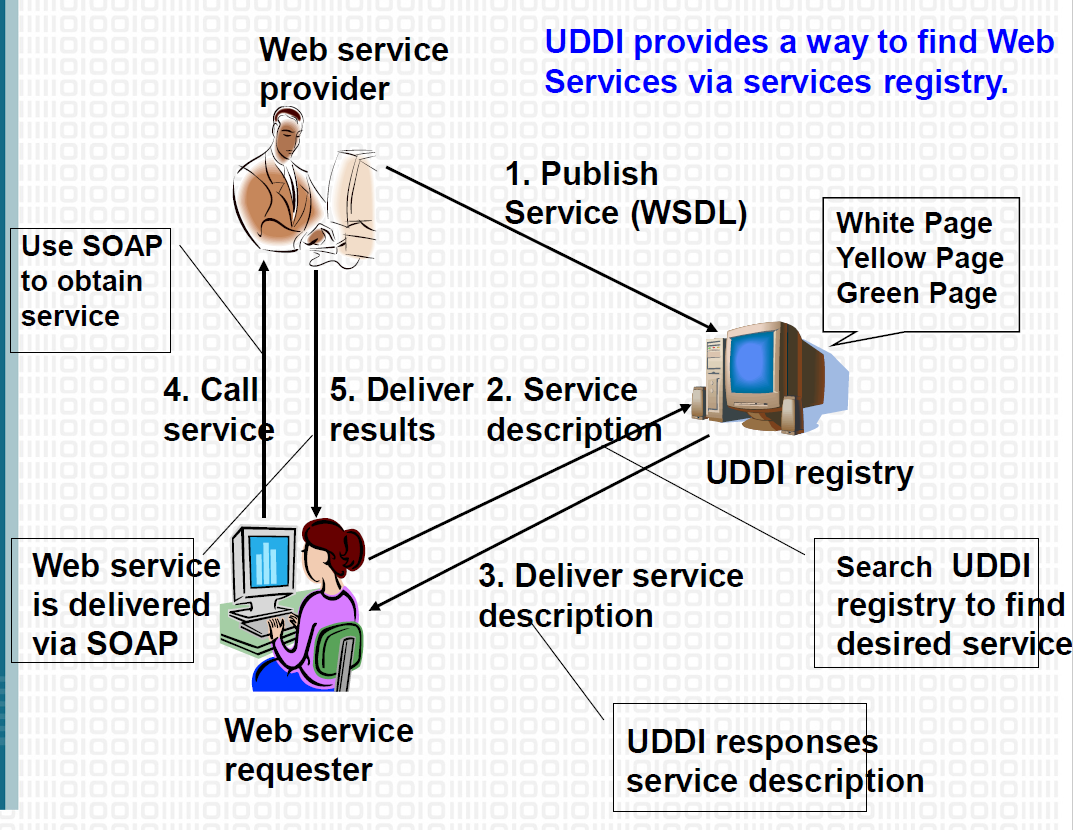 Web service
provider
UDDI provides a way to find Web
Services via services registry.
1. Publish
Service (WSDL)
White Page
Yellow Page
Green Page
Use SOAP
to obtain
service
4. Call
service
5. Deliver
results
2. Service
description
UDDI registry
Web service
is delivered
via SOAP
3. Deliver service
description
Search UDDI
registry to find
desired service
Web service
requester
UDDI responses
service description